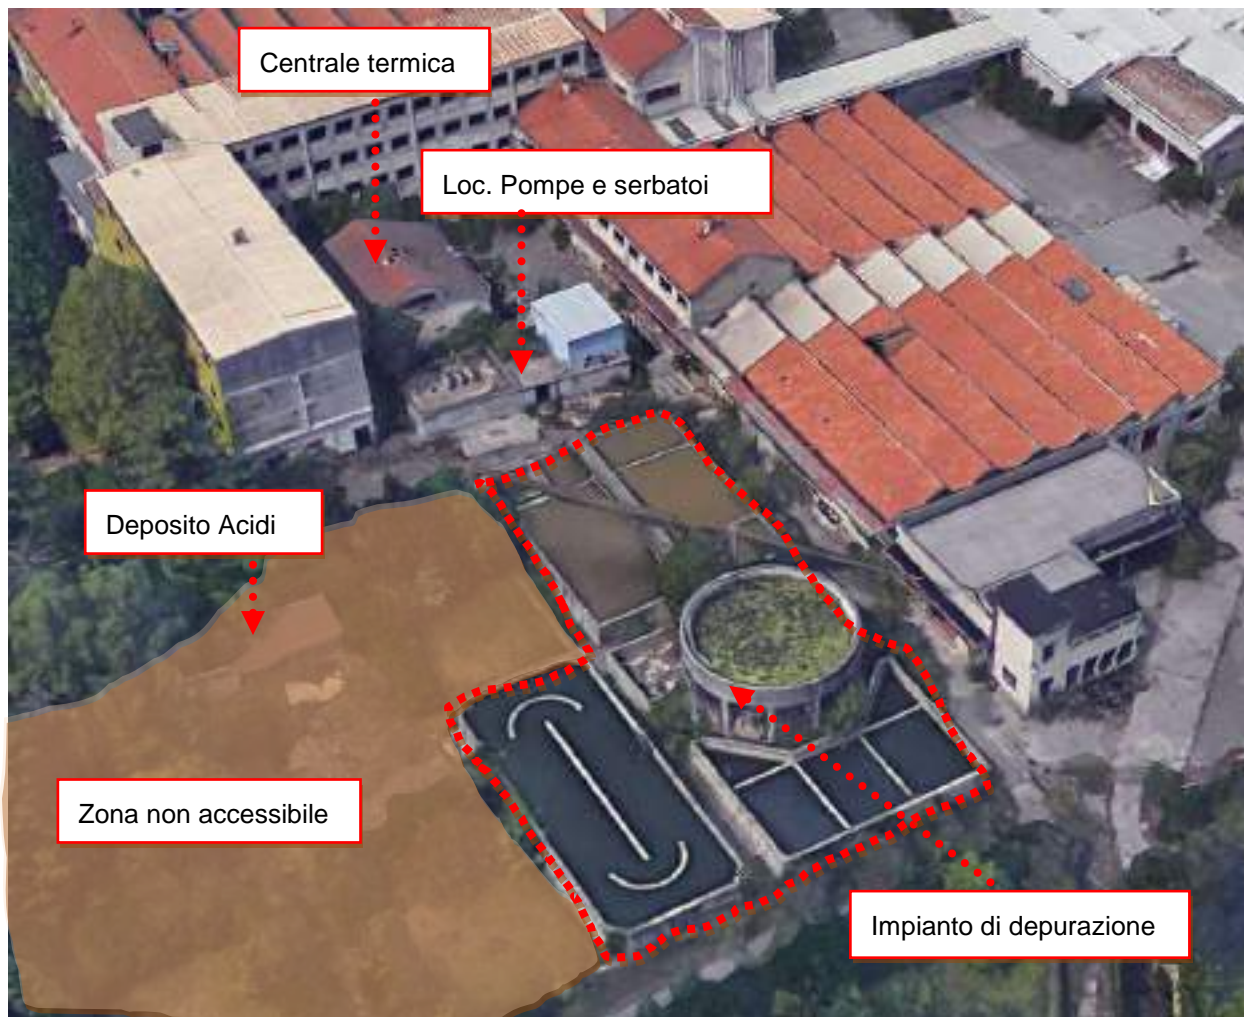 Centrale termica
Loc. Pompe e serbatoi
Deposito Acidi
Zona non accessibile
Impianto di depurazione